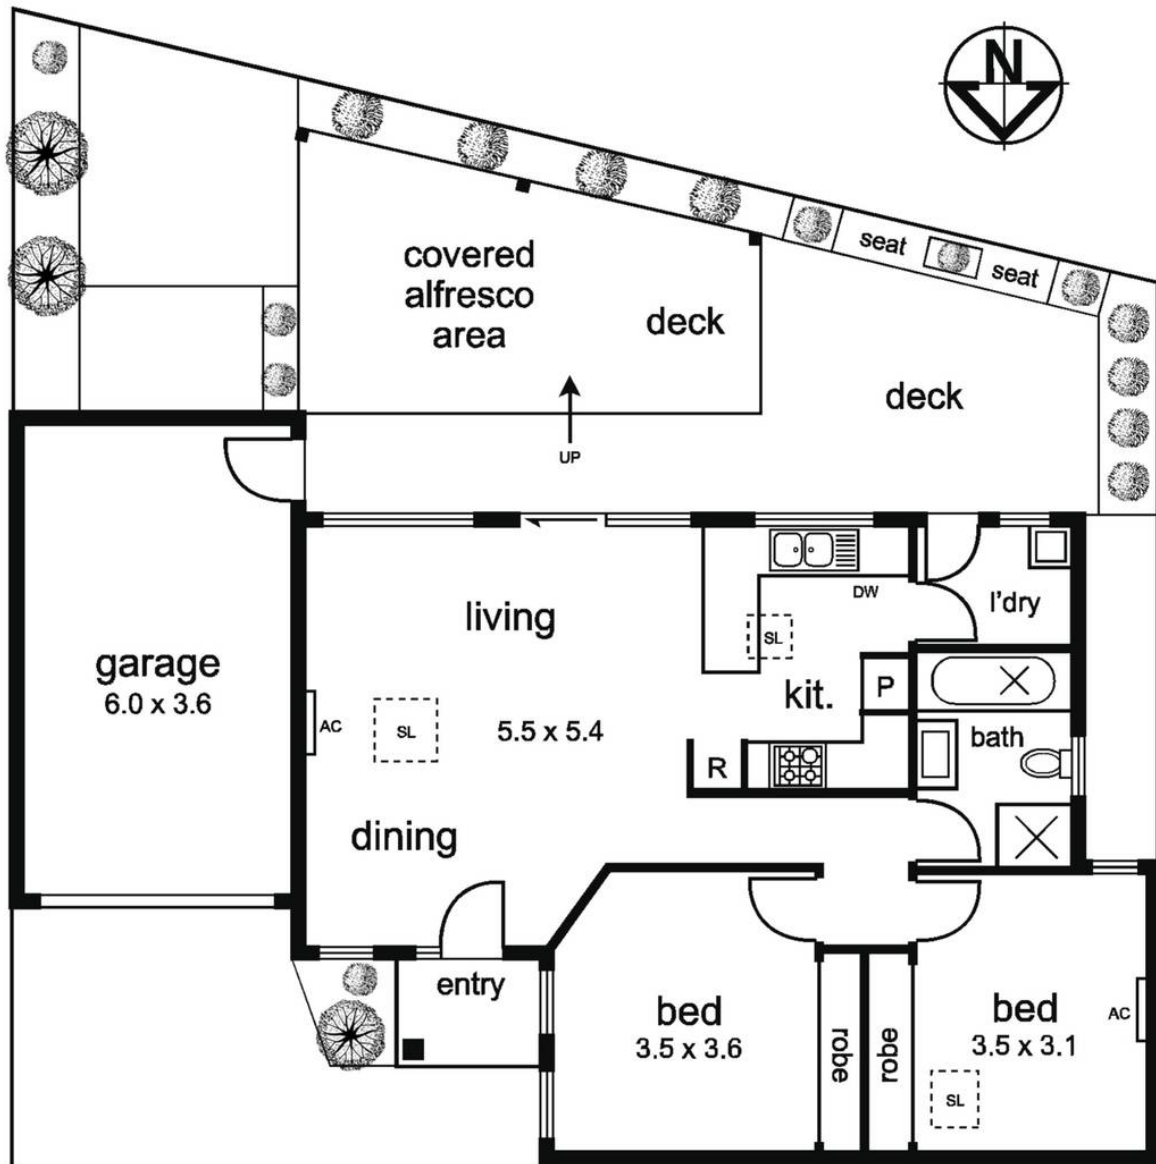 N
covered
alfresco
area
deck
seat
seat
deck
UP
garage
6.0 x 3.6
living
AC
SL
5.5 x 5.4
dining
DW
SL
kit.
P
R
l'dry
bath
entry
bed
3.5 x 3.6
robe
robe
bed
3.5 x 3.1
AC
SL